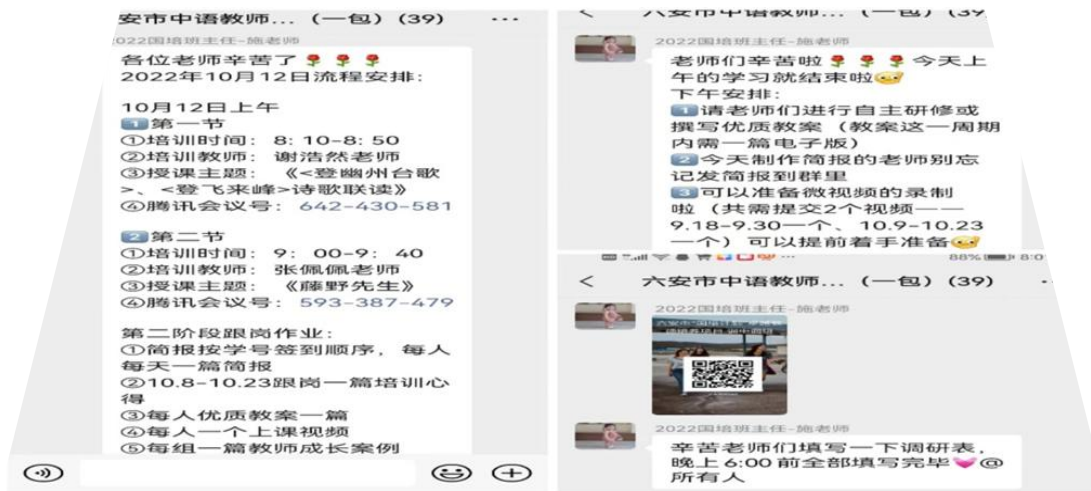 安市中语教师... （一包）(39)
2022国培班主任-施老师
各位老师辛苦了🌹🌹🌹
2022年10月12日流程安排:
10月12日上午
1️⃣第一节
①培训时间: 8: 10-8: 50
②培训教师: 谢浩然老师
③授课主题: 《<登幽州台歌
>、<登飞来峰>诗歌联读》
④腾讯会议号: 642-430-581
2️⃣第二节
①培训时间: 9: 00-9: 40
②培训教师: 张佩佩老师
③授课主题: 《藤野先生》
④腾讯会议号: 593-387-479
第二阶段跟岗作业:
①简报按学号签到顺序，每人
每天一篇简报
②10.8-10.23跟岗一篇培训心
得
③每人优质教案一篇
④每人一个上课视频
⑤每组一篇教师成长案例
六安市中语教师... （一包）(39
2022国培班主任-施老师
老师们辛苦啦🌹🌹🌹今天上
午的学习就结束啦
下午安排:
1️⃣请老师们进行自主研修或
撰写优质教案（教案这一周期
内需一篇电子版）
2️⃣今天制作简报的老师别忘
记发简报到群里
3️⃣可以准备微视频的录制
啦（共需提交2个视频——
9.18-9.30一个、10.9-10.23
一个）可以提前着手准备
88% 8:0
六安市中语教师... （一包）(39)
2022国培班主任-施老师
2022国培班主任-施老师
辛苦老师们填写一下调研表，
晚上 6:00 前全部填写完毕💓@
所有人